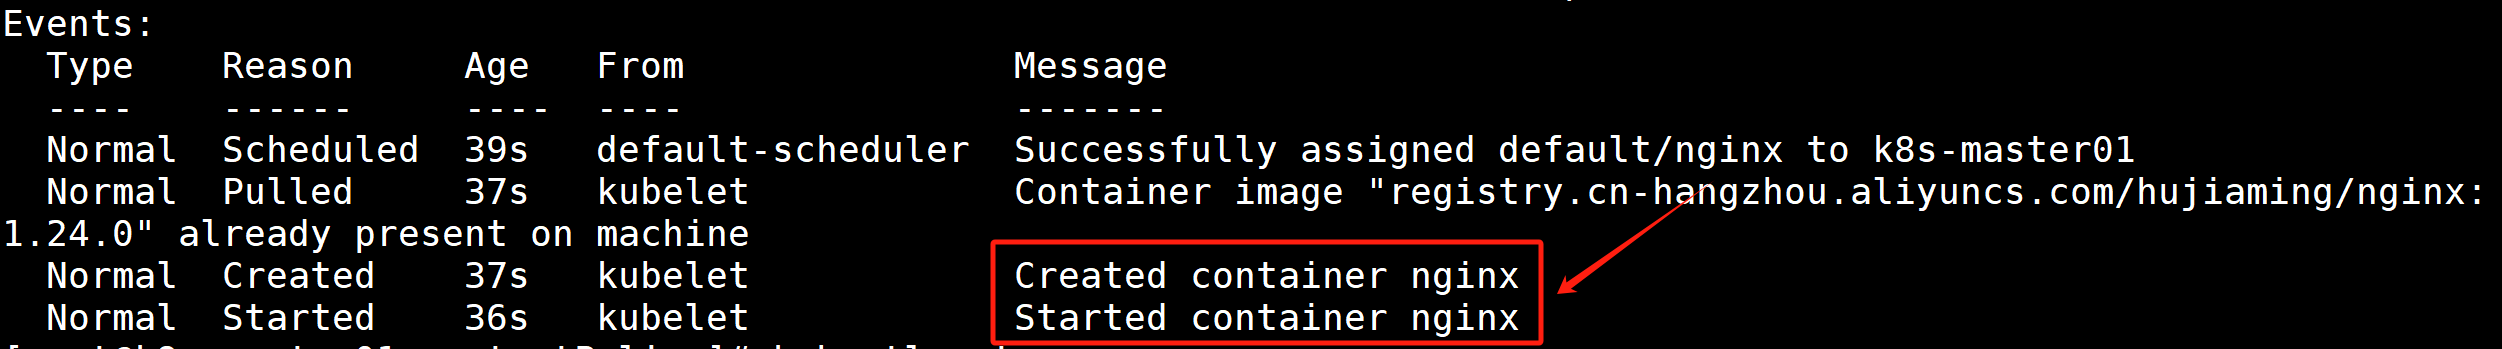 Events:
  Type    Reason     Age   From               Message
  ----    ------     ----  ----               -------
  Normal  Scheduled  39s   default-scheduler  Successfully assigned default/nginx to k8s-master01
  Normal  Pulled     37s   kubelet            Container image "registry.cn-hangzhou.aliyuncs.com/hujiaming/nginx:
1.24.0" already present on machine
  Normal  Created    37s   kubelet            Created container nginx
  Normal  Started    36s   kubelet            Started container nginx